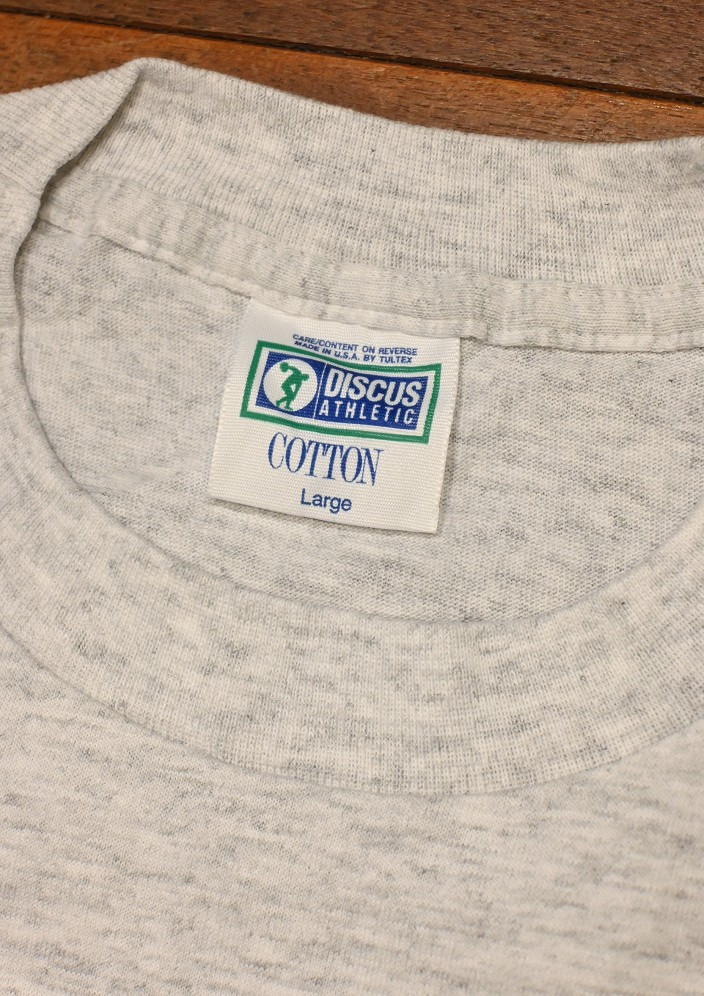 CARE/CONTENT ON REVERSE
MADE IN U.S.A. BY TULTEX
DISCUS
ATHLETIC
COTTON
Large